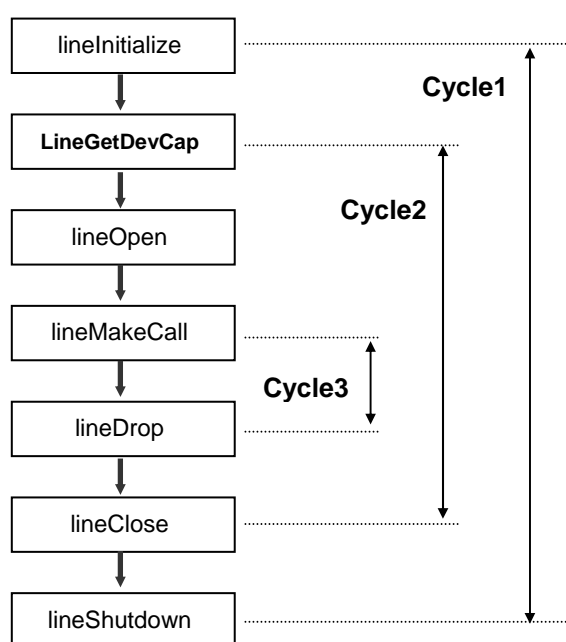 lineInitialize
Cycle1
LineGetDevCap
Cycle2
lineOpen
lineMakeCall
Cycle3
lineDrop
lineClose
lineShutdown